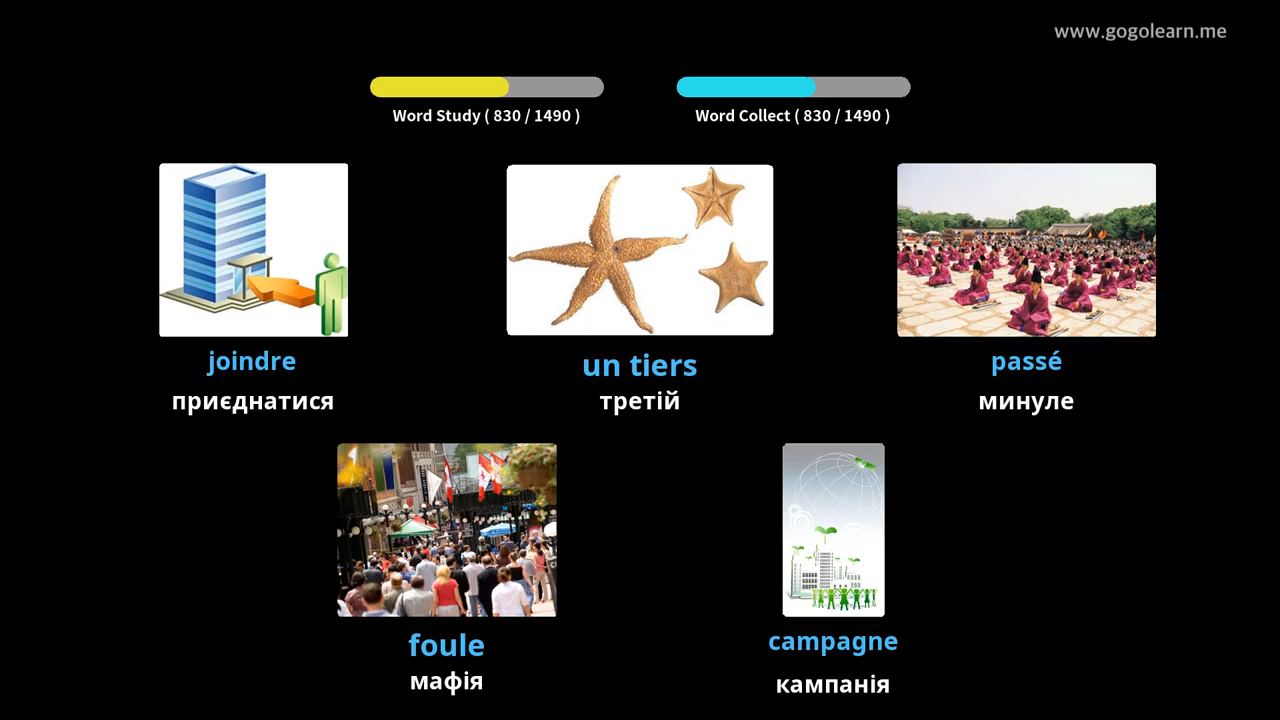 www.gogolearn.me
Word Study ( 830 / 1490 )
Word Collect ( 830 / 1490 )
joindre
приєднатися
un tiers
третій
passé
минуле
foule
мафія
campagne
кампанія